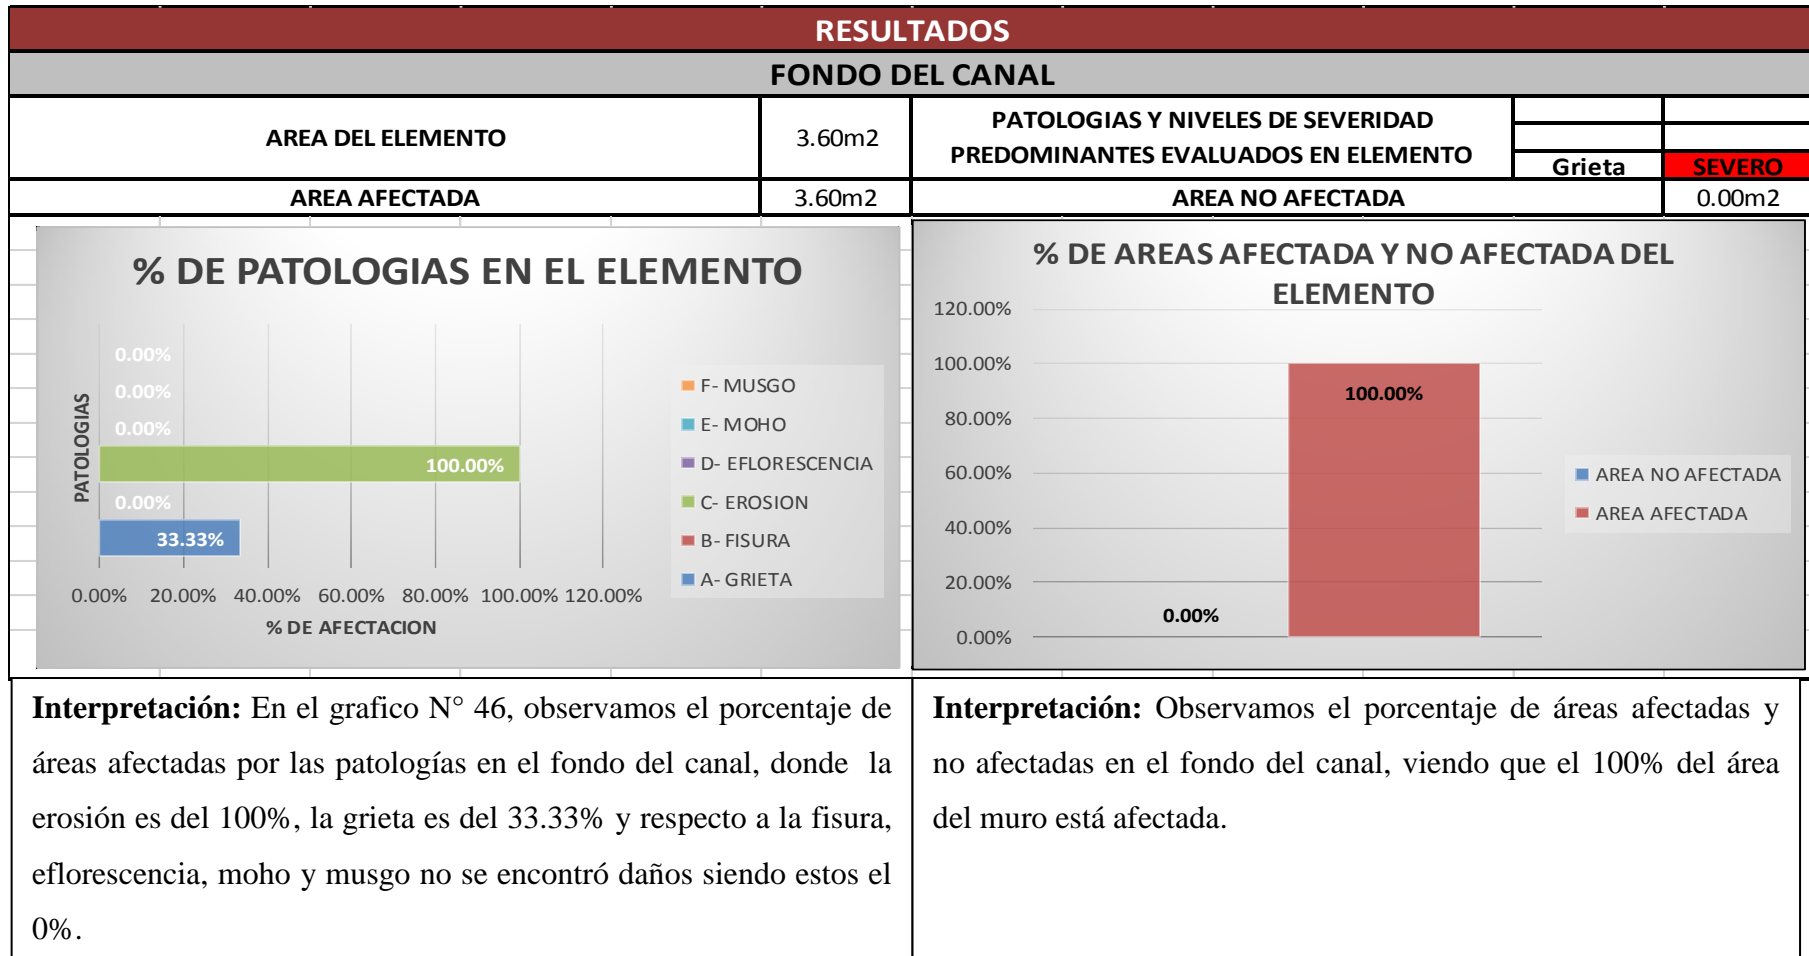 RESULTADOS
FONDO DEL CANAL
AREA DEL ELEMENTO
3.60m2
PATOLOGIAS Y NIVELES DE SEVERIDAD
PREDOMINANTES EVALUADOS EN ELEMENTO
Grieta
SEVERO
AREA AFECTADA
3.60m2
AREA NO AFECTADA
0.00m2
% DE PATOLOGIAS EN EL ELEMENTO
PATOLOGIAS
0.00%
0.00%
0.00%
100.00%
0.00%
33.33%
0.00% 20.00% 40.00% 60.00% 80.00% 100.00% 120.00%
% DE AFECTACION
F- MUSGO
E- MOHO
D- EFLORESCENCIA
C- EROSION
B- FISURA
A- GRIETA
% DE AREAS AFECTADA Y NO AFECTADA DEL
ELEMENTO
120.00%
100.00%
80.00%
60.00%
40.00%
20.00%
0.00%
100.00%
0.00%
AREA NO AFECTADA
AREA AFECTADA
Interpretación: En el grafico N° 46, observamos el porcentaje de
áreas afectadas por las patologías en el fondo del canal, donde la
erosión es del 100%, la grieta es del 33.33% y respecto a la fisura,
eflorescencia, moho y musgo no se encontró daños siendo estos el
0%.
Interpretación: Observamos el porcentaje de áreas afectadas y
no afectadas en el fondo del canal, viendo que el 100% del área
del muro está afectada.